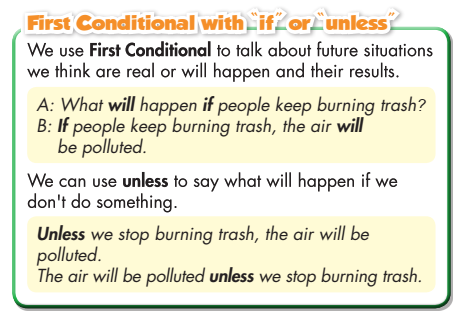 First Conditional with "if" or "unless"
We use First Conditional to talk about future situations
we think are real or will happen and their results.
A: What will happen if people keep burning trash?
B: If people keep burning trash, the air will
be polluted.
We can use unless to say what will happen if we
don't do something.
Unless we stop burning trash, the air will be
polluted.
The air will be polluted unless we stop burning trash.